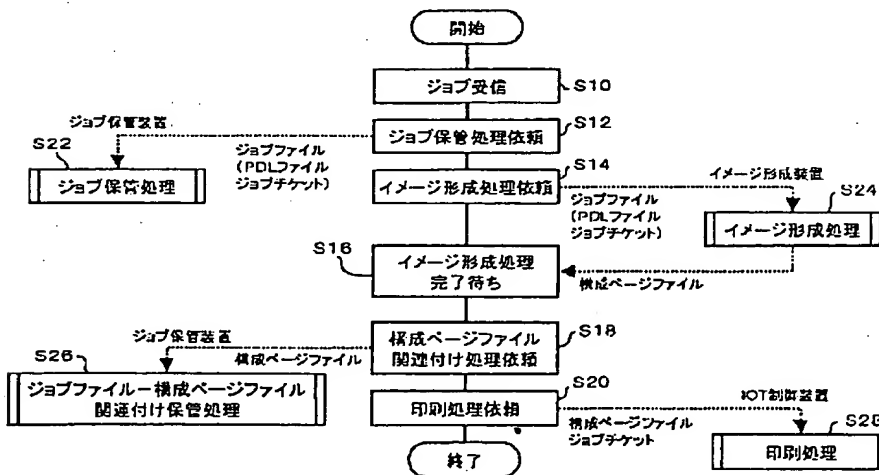 開始
ジョブ受信
S10
ジョブ保管処理依頼
S12
ジョブ保管装置
S22
ジョブ保管処理
ジョブファイル
(PDLファイル
ジョブチケット)
イメージ形成処理依頼
S14
イメージ形成装置
S24
イメージ形成処理
ジョブファイル
(PDLファイル
ジョブチケット)
S16
イメージ形成処理
完了待ち
構成ページファイル
構成ページファイル
関連付け処理依頼
S18
ジョブ保管装置
構成ページファイル
S26
ジョブファイル－構成ページファイル
関連付け保管処理
印刷処理依頼
S20
IOT制御装置
構成ページファイル
ジョブチケット
S28
印刷処理
終了